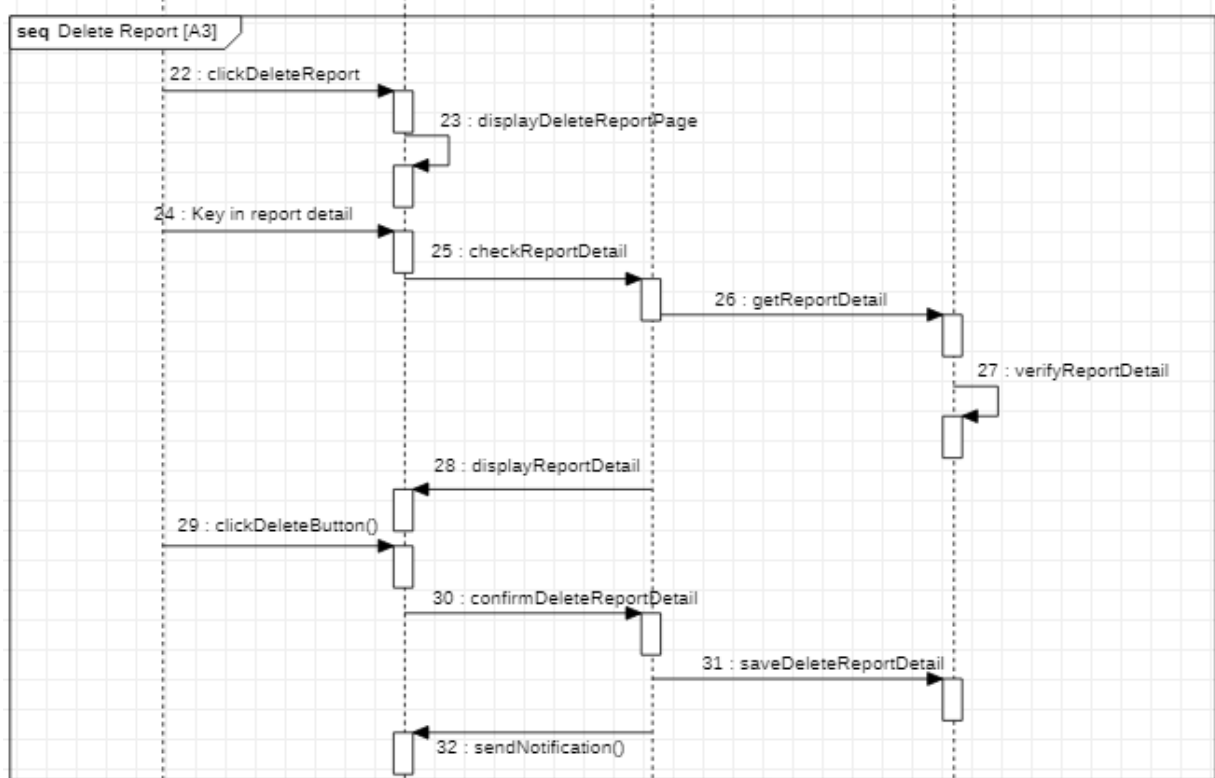 seq Delete Report [A3]
22 : clickDeleteReport
23 : displayDeleteReportPage
24 : Key in report detail
25 : checkReportDetail
26 : getReportDetail
27 : verifyReportDetail
28 : displayReportDetail
29 : clickDeleteButton()
30 : confirmDeleteReportDetail
31 : saveDeleteReportDetail
32 : sendNotification()